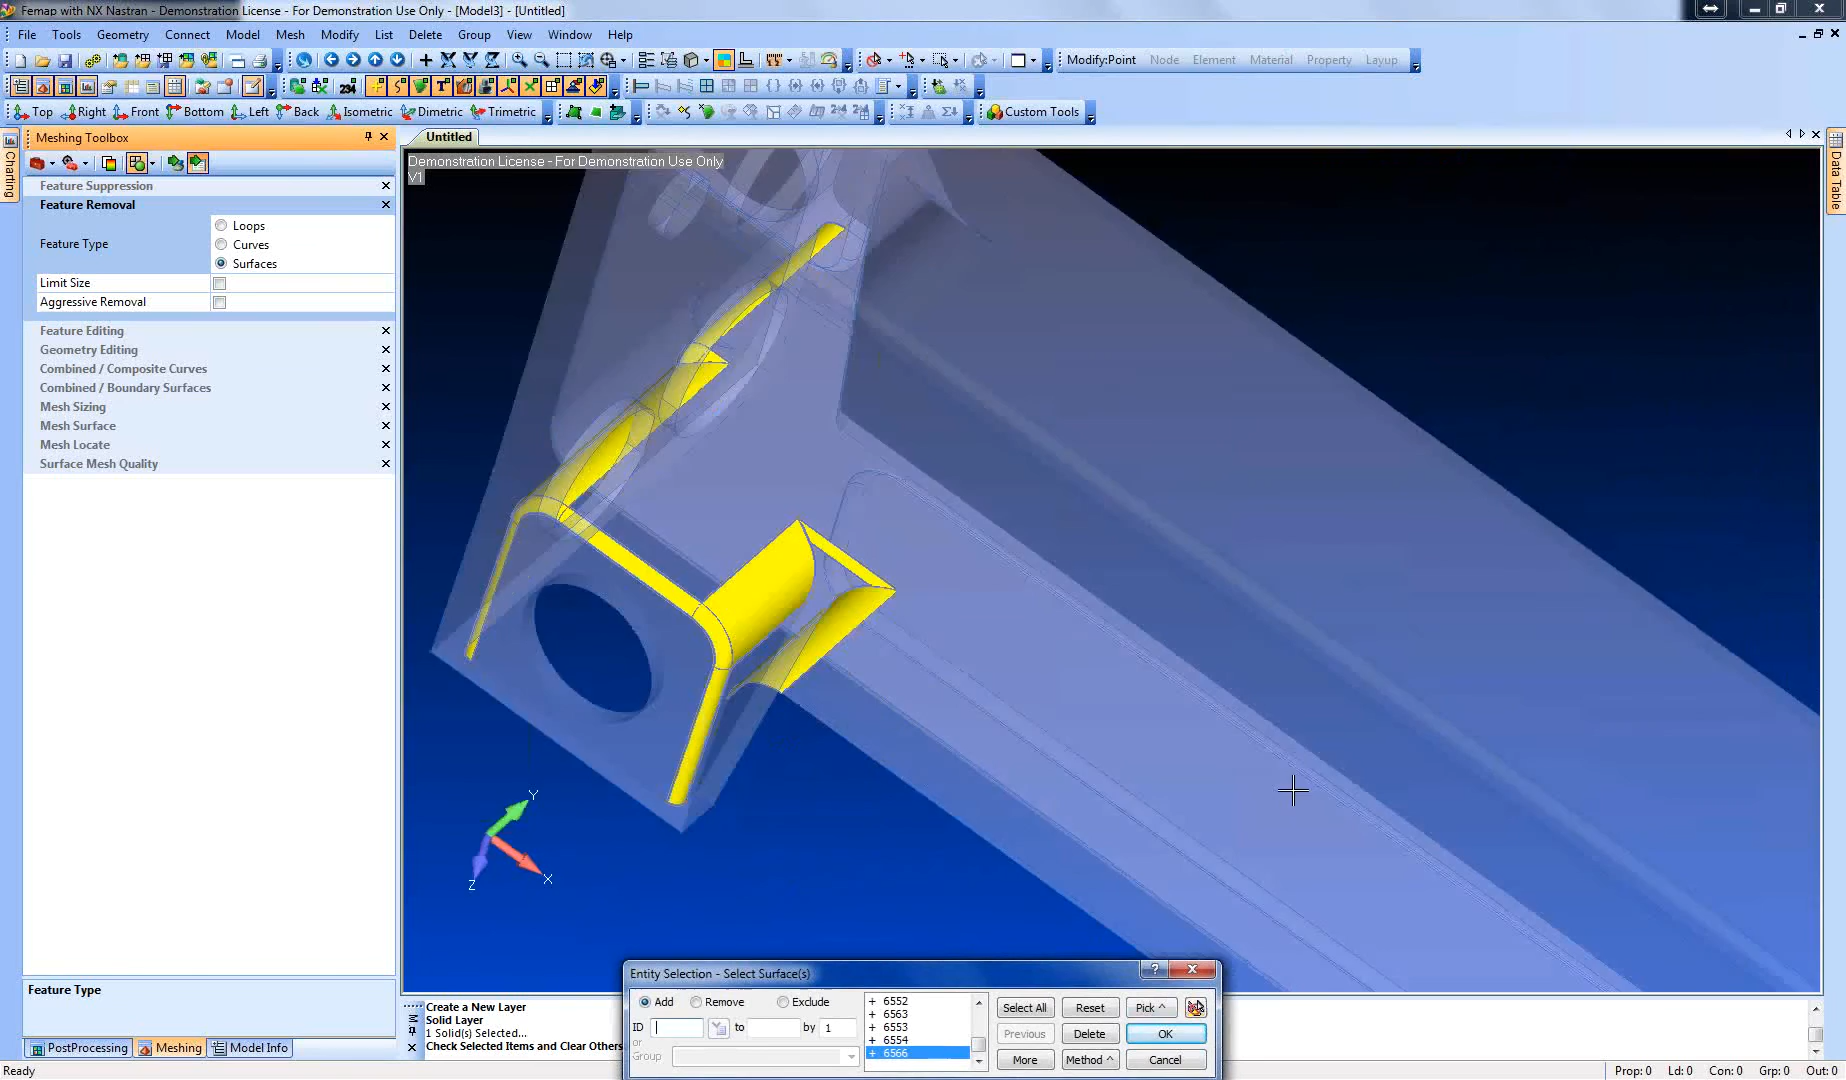 Femap with NX Nastran - Demonstration License - For Demonstration Use Only - [Model3] - [Untitled]
File Tools Geometry Connect Model Mesh Modify List Delete Group View Window Help
Modify:Point Node Element Material Property Layup
234
Top Right Front Bottom Left Back Isometric Dimetric Trimetric Custom Tools
Meshing Toolbox
Untitled
Charting
Data Table
Demonstration License - For Demonstration Use Only
V1
Feature Suppression
Feature Removal
Feature Type
Loops
Curves
Surfaces
Limit Size
Aggressive Removal
Feature Editing
Geometry Editing
Combined / Composite Curves
Combined / Boundary Surfaces
Mesh Sizing
Mesh Surface
Mesh Locate
Surface Mesh Quality
Y
X
Z
Feature Type
PostProcessing Meshing Model Info
Create a New Layer
Solid Layer
1 Solid(s) Selected...
Check Selected Items and Clear Others
Entity Selection - Select Surface(s)
Add Remove Exclude
ID to by 1
or
Group
+ 6552
+ 6563
+ 6553
+ 6554
+ 6566
Select All Reset Pick ^
Previous Delete OK
More Method ^ Cancel
Ready
Prop: 0 Ld: 0 Con: 0 Grp: 0 Out: 0